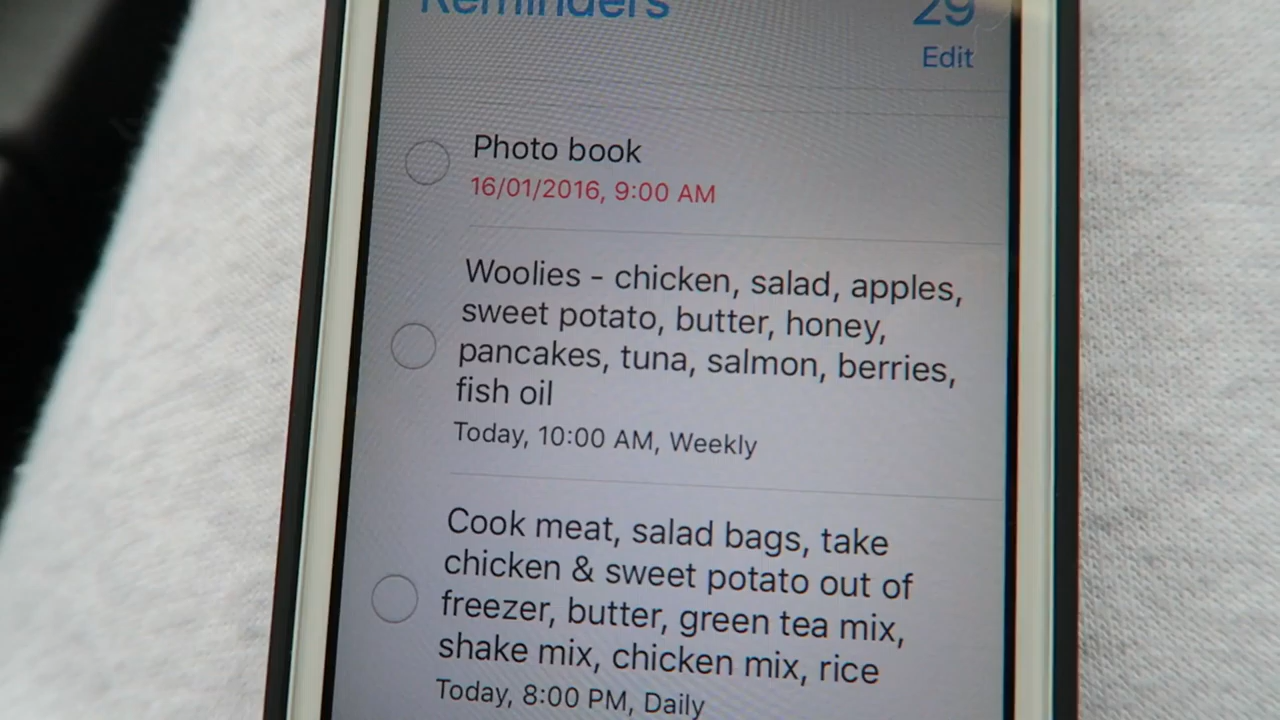 Reminders
29
Edit
Photo book
16/01/2016, 9:00 AM
Woolies - chicken, salad, apples,
sweet potato, butter, honey,
pancakes, tuna, salmon, berries,
fish oil
Today, 10:00 AM, Weekly
Cook meat, salad bags, take
chicken & sweet potato out of
freezer, butter, green tea mix,
shake mix, chicken mix, rice
Today, 8:00 PM, Daily